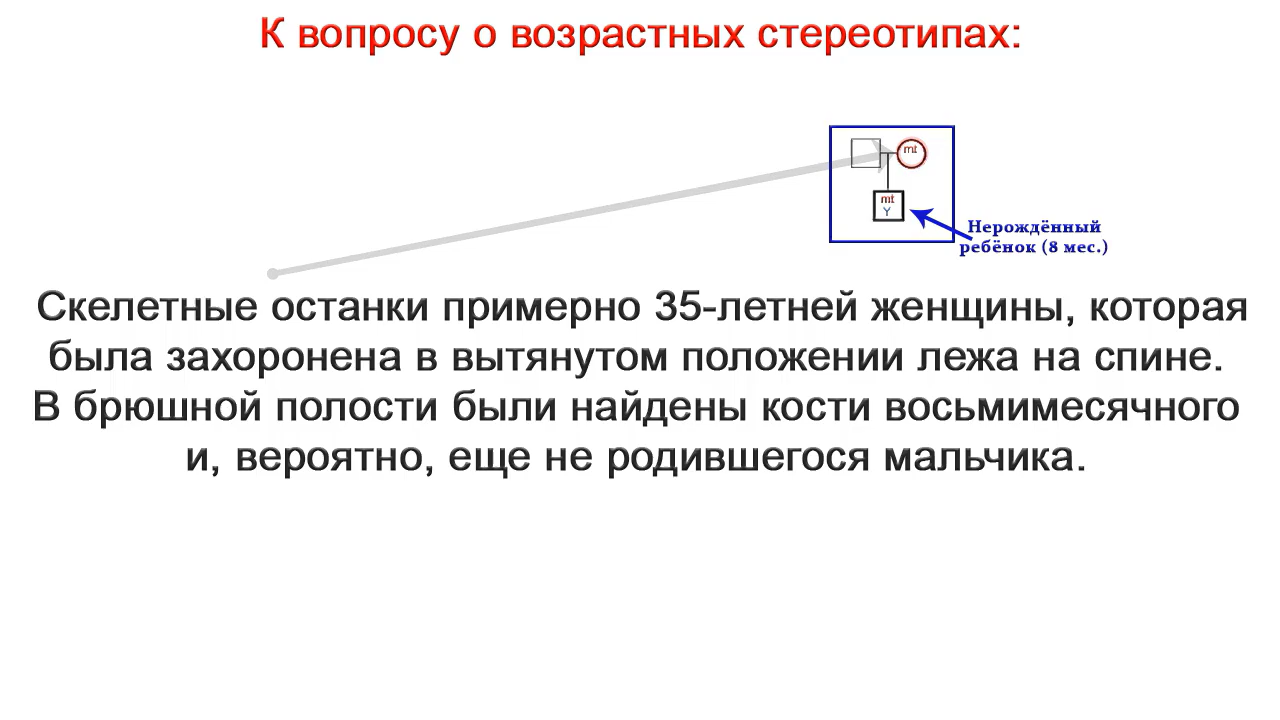 К вопросу о возрастных стереотипах:
mt
mt
Y
Нерождённый
ребёнок (8 мес.)
Скелетные останки примерно 35-летней женщины, которая
была захоронена в вытянутом положении лежа на спине.
В брюшной полости были найдены кости восьмимесячного
и, вероятно, еще не родившегося мальчика.